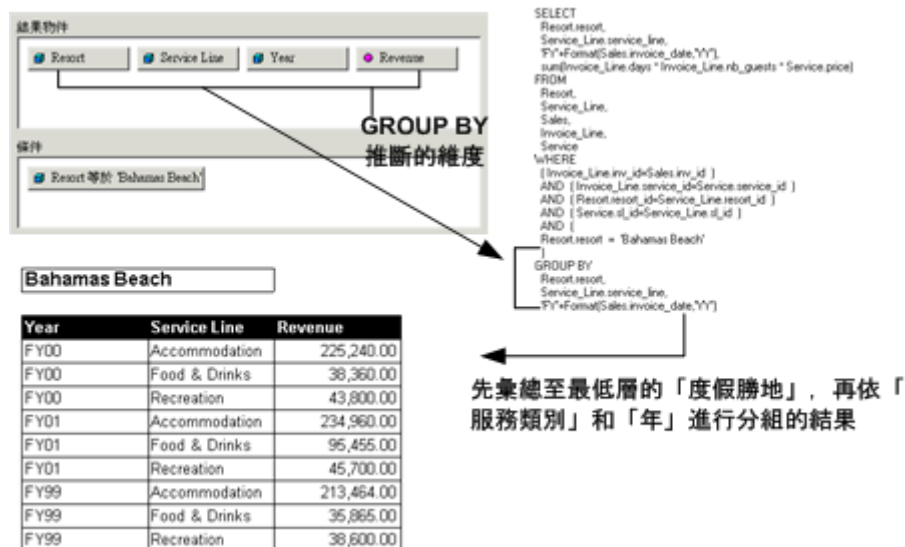 結果物件
Resort
Service Line
Year
Revenue
GROUP BY
推斷的維度
條件
Resort 等於 'Bahamas Beach'
SELECT
Resort.resort,
Service_Line.service_line,
'FY'+Format(Sales.invoice_date,'YY'),
sum(Invoice_Line.days * Invoice_Line.nb_guests * Service.price)
FROM
Resort,
Service_Line,
Sales,
Invoice_Line,
Service
WHERE
( Invoice_Line.inv_id=Sales.inv_id )
AND ( Invoice_Line.service_id=Service.service_id )
AND ( Resort.resort_id=Service_Line.resort_id )
AND ( Service.sl_id=Service_Line.sl_id )
AND (
Resort.resort = 'Bahamas Beach'
)
GROUP BY
Resort.resort,
Service_Line.service_line,
'FY'+Format(Sales.invoice_date,'YY')
Bahamas Beach
Year Service Line Revenue
FY00 Accommodation 225,240.00
FY00 Food & Drinks 38,360.00
FY00 Recreation 43,800.00
FY01 Accommodation 234,960.00
FY01 Food & Drinks 95,455.00
FY01 Recreation 45,700.00
FY99 Accommodation 213,464.00
FY99 Food & Drinks 35,865.00
FY99 Recreation 38,600.00
先彙總至最低層的「度假勝地」，再依「
服務類別」和「年」進行分組的結果